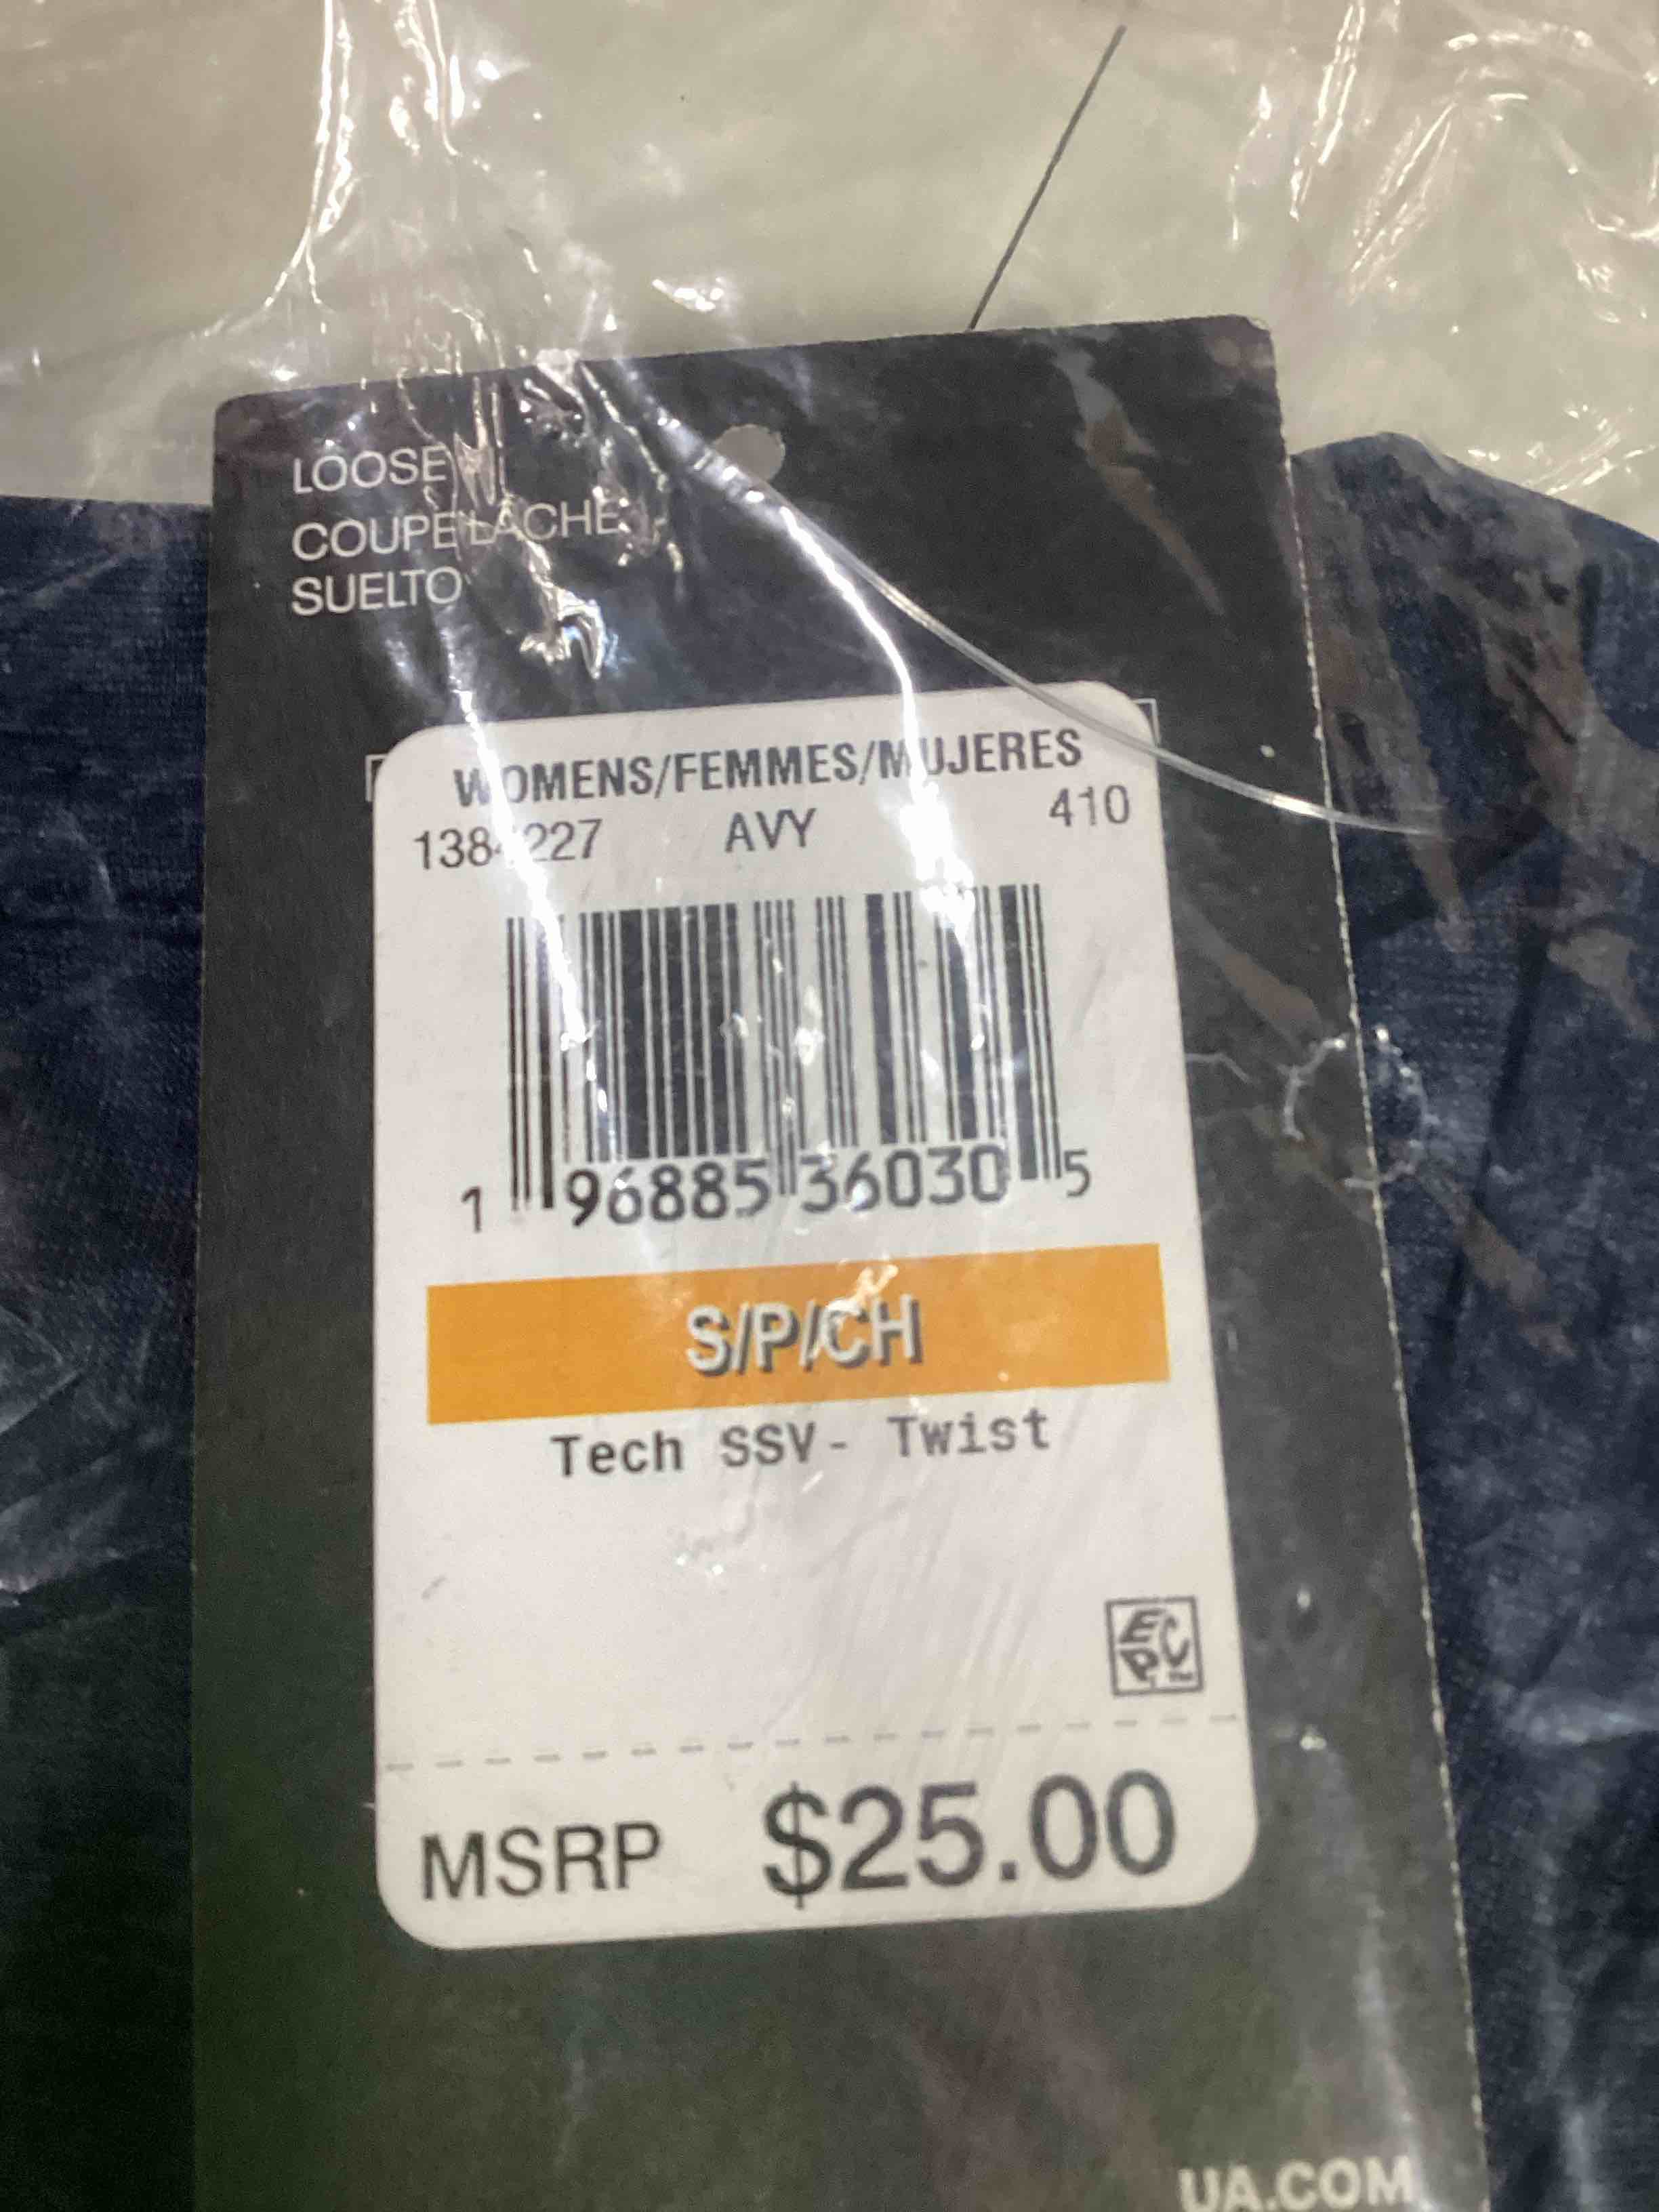 LOOSE
COUPE LÂCHE
SUELTO
WOMENS/FEMMES/MUJERES
AVY 410
1 96885 36030 5
S/P/CH
Tech SSV- Twist
EPCV™
MSRP $25.00
UA.COM